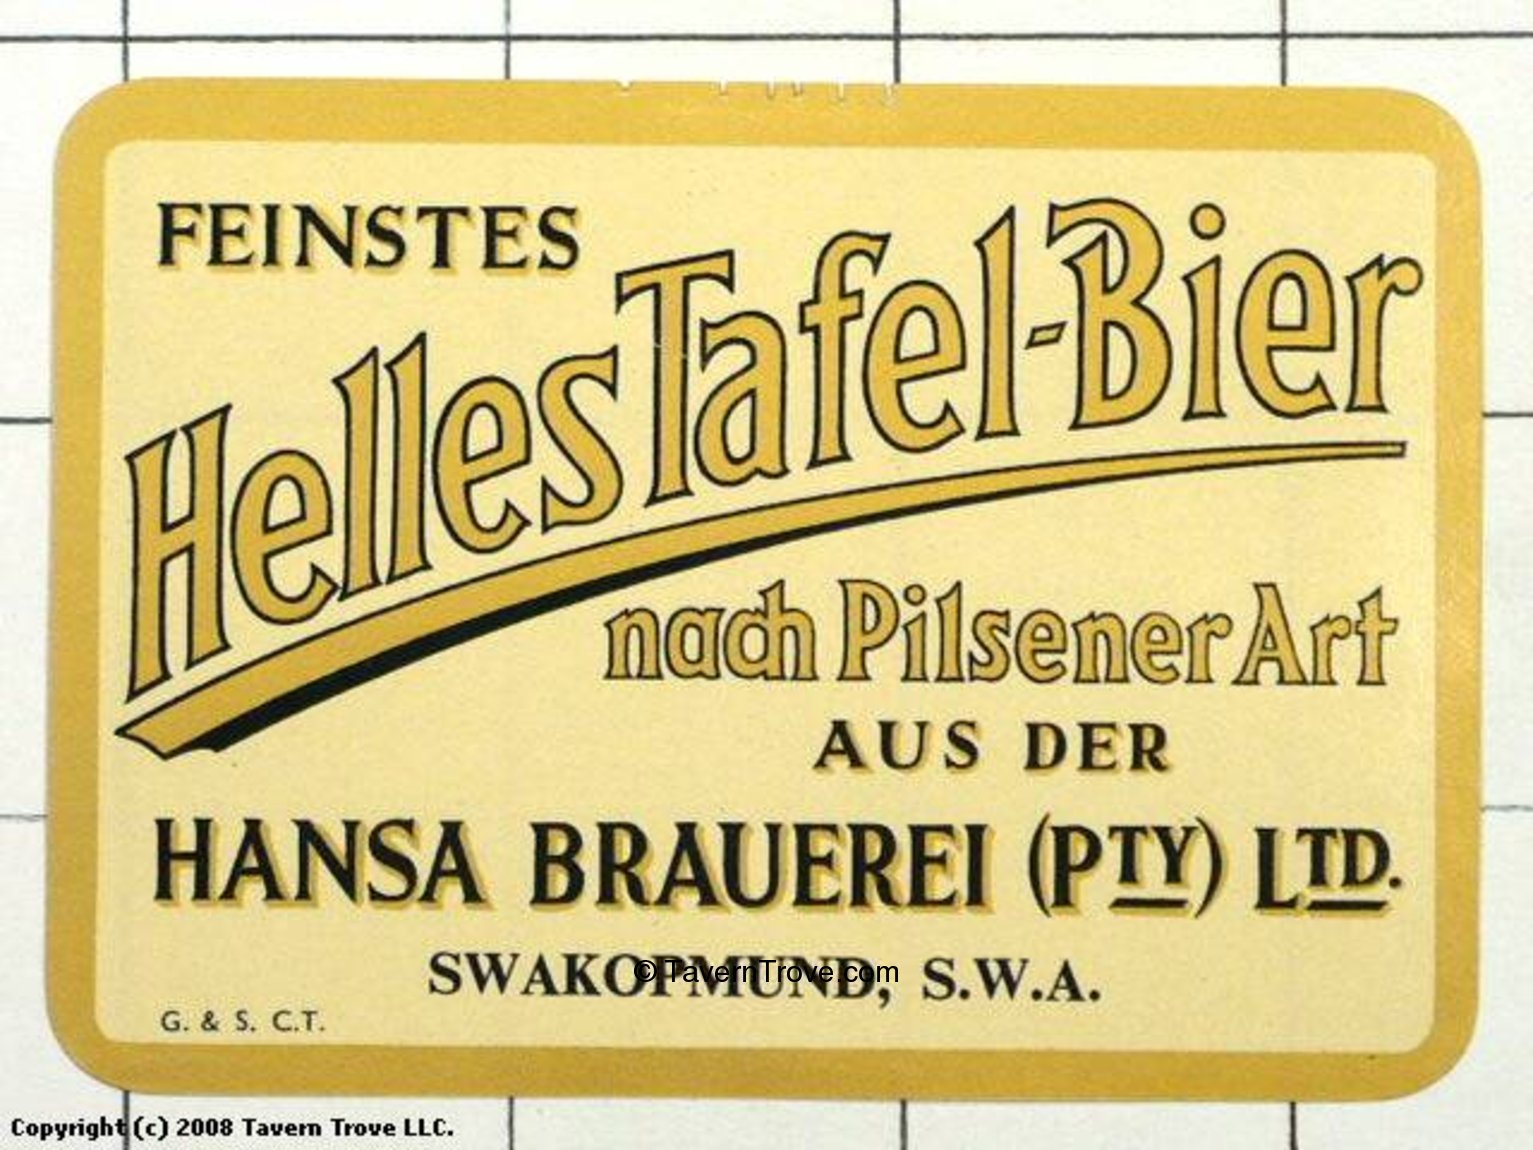 FEINSTES
Helles Tafel-Bier
nach Pilsener Art
AUS DER
HANSA BRAUEREI (PTY) LTD.
SWAKOPMUND, S.W.A.
© TavernTrove.com
G. & S. C.T.
Copyright (c) 2008 Tavern Trove LLC.